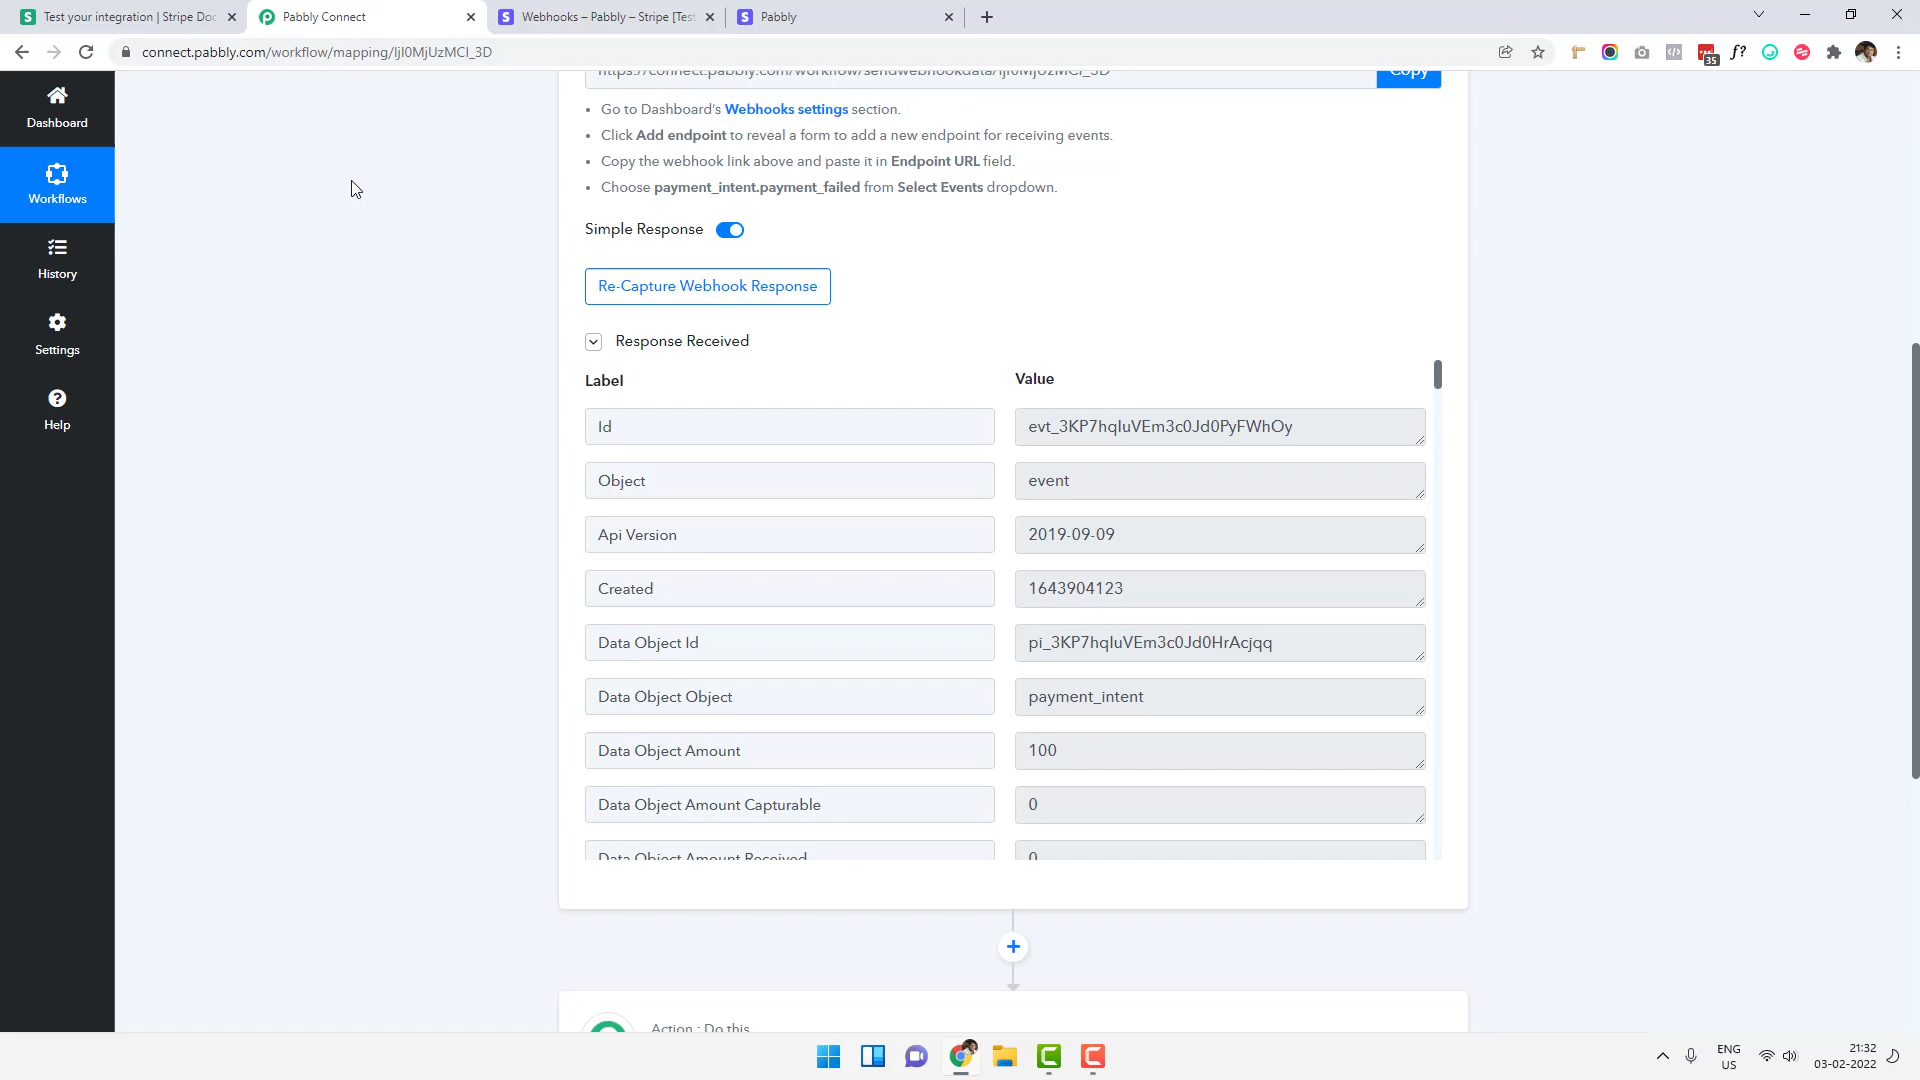 Test your integration | Stripe Doc
Pabbly Connect
Webhooks – Pabbly – Stripe [Test
Pabbly
connect.pabbly.com/workflow/mapping/IjI0MjUzMCI_3D
35
f?
Dashboard
Workflows
History
Settings
Help
https://connect.pabbly.com/workflow/sendwebhookdata/IjI0MjUzMCI_3D
Copy
• Go to Dashboard's Webhooks settings section.
• Click Add endpoint to reveal a form to add a new endpoint for receiving events.
• Copy the webhook link above and paste it in Endpoint URL field.
• Choose payment_intent.payment_failed from Select Events dropdown.
Simple Response
Re-Capture Webhook Response
Response Received
Label Value
Id evt_3KP7hqIuVEm3c0Jd0PyFWhOy
Object event
Api Version 2019-09-09
Created 1643904123
Data Object Id pi_3KP7hqIuVEm3c0Jd0HrAcjqq
Data Object Object payment_intent
Data Object Amount 100
Data Object Amount Capturable 0
Data Object Amount Received 0
Action : Do this
ENG
US
21:32
03-02-2022